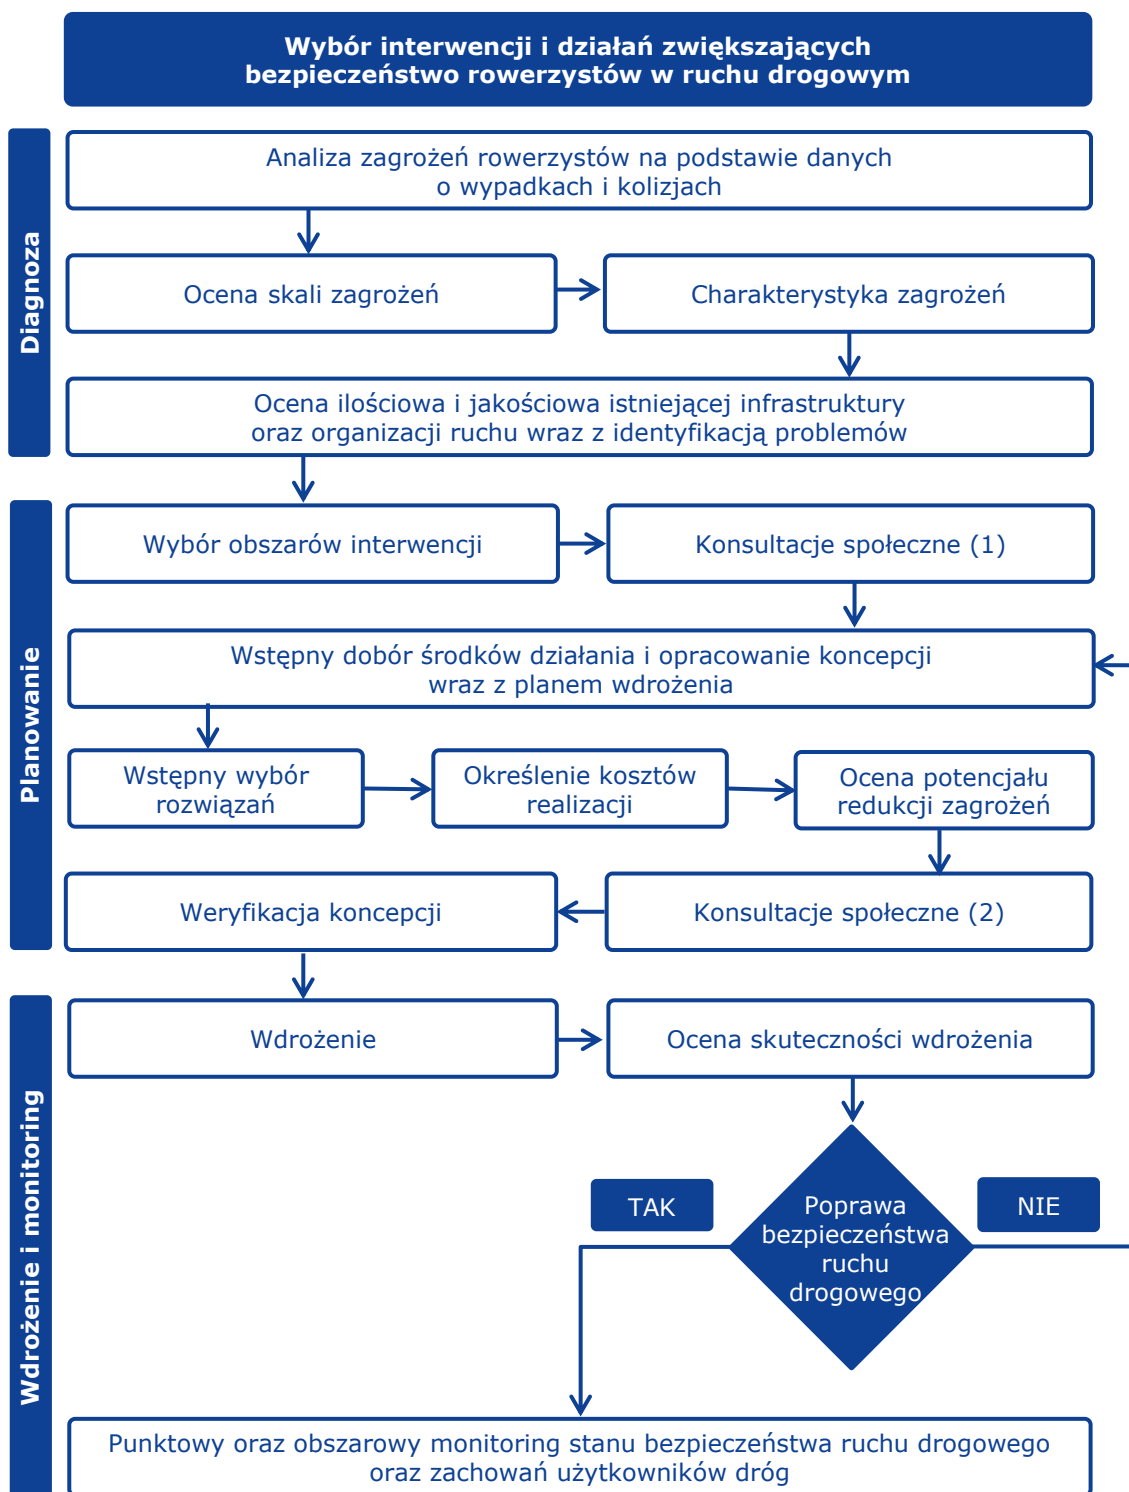 Wybór interwencji i działań zwiększających
bezpieczeństwo rowerzystów w ruchu drogowym
Diagnoza
Analiza zagrożeń rowerzystów na podstawie danych
o wypadkach i kolizjach
Ocena skali zagrożeń
Charakterystyka zagrożeń
Ocena ilościowa i jakościowa istniejącej infrastruktury
oraz organizacji ruchu wraz z identyfikacją problemów
Planowanie
Wybór obszarów interwencji
Konsultacje społeczne (1)
Wstępny dobór środków działania i opracowanie koncepcji
wraz z planem wdrożenia
Wstępny wybór
rozwiązań
Określenie kosztów
realizacji
Ocena potencjału
redukcji zagrożeń
Weryfikacja koncepcji
Konsultacje społeczne (2)
Wdrożenie i monitoring
Wdrożenie
Ocena skuteczności wdrożenia
TAK
Poprawa
bezpieczeństwa
ruchu
drogowego
NIE
Punktowy oraz obszarowy monitoring stanu bezpieczeństwa ruchu drogowego
oraz zachowań użytkowników dróg